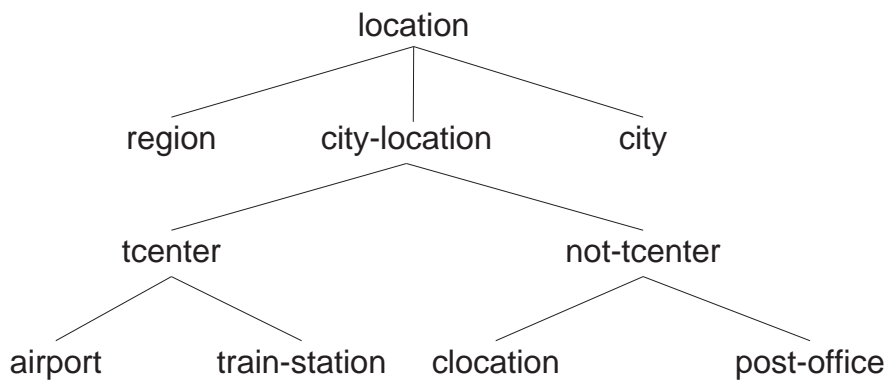 location
region city-location city
tcenter not-tcenter
airport train-station clocation post-office